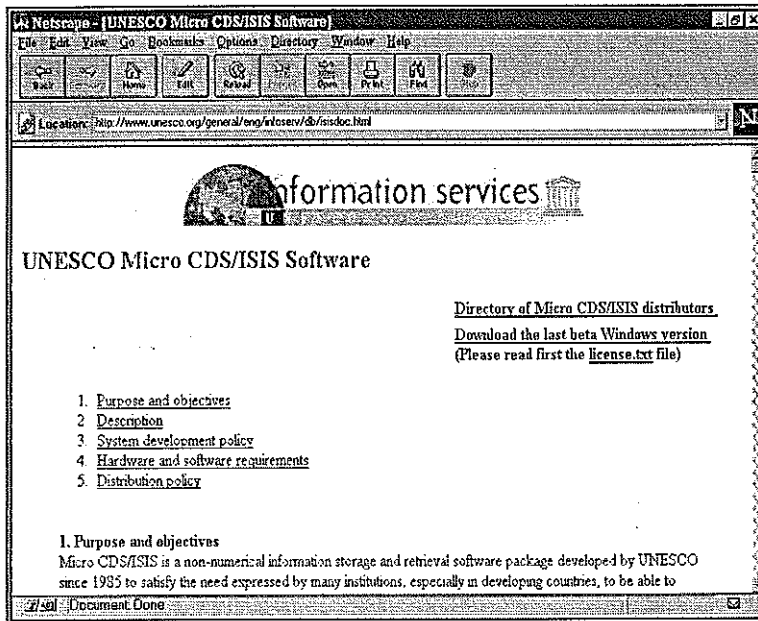 Netscape - [UNESCO Micro CDS/ISIS Software]
File Edit View Go Bookmarks Options Directory Window Help
Back Forward Home Edit Reload Images Open Print Find Stop
Location: http://www.unesco.org/general/eng/infoserv/db/isisdoc.html
N
information services
U
UNESCO Micro CDS/ISIS Software
Directory of Micro CDS/ISIS distributors
Download the last beta Windows version
(Please read first the license.txt file)
1. Purpose and objectives
2 Description
3. System development policy
4. Hardware and software requirements
5. Distribution policy
1. Purpose and objectives
Micro CDS/ISIS is a non-numerical information storage and retrieval software package developed by UNESCO
since 1985 to satisfy the need expressed by many institutions, especially in developing countries, to be able to
Document: Done